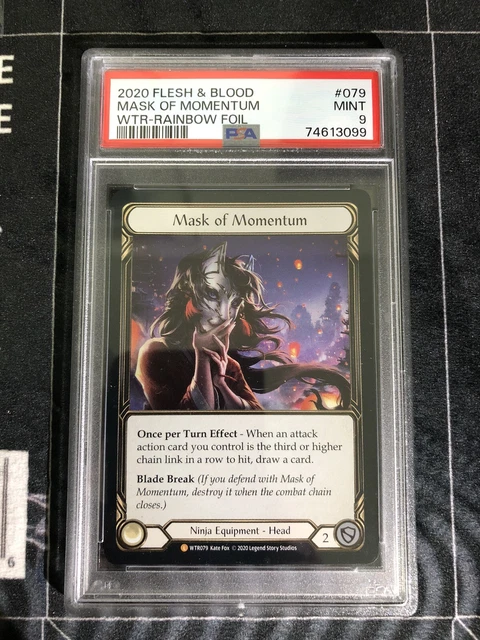 2020 FLESH & BLOOD #079
MASK OF MOMENTUM MINT
WTR-RAINBOW FOIL 9
PSA 74613099
Mask of Momentum
Once per Turn Effect - When an attack
action card you control is the third or higher
chain link in a row to hit, draw a card.
Blade Break (If you defend with Mask of
Momentum, destroy it when the combat chain
closes.)
Ninja Equipment - Head
2
L WTR079 Kate Fox © 2020 Legend Story Studios
E
E
6